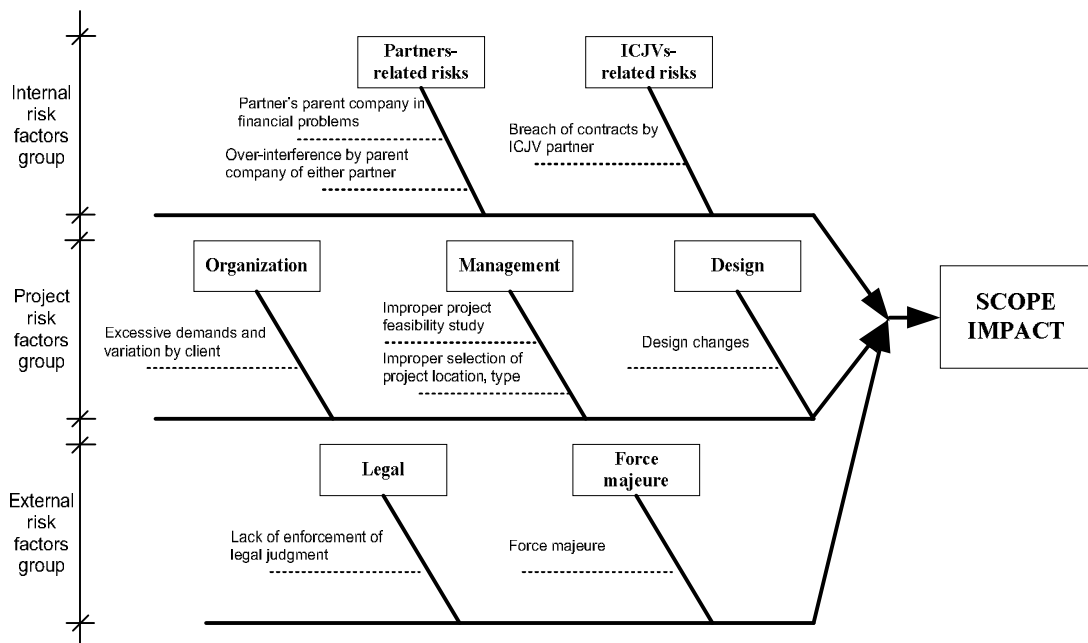 Internal
risk
factors
group
Partners-
related risks
Partner's parent company in
financial problems
Over-interference by parent
company of either partner
ICJVs-
related risks
Breach of contracts by
ICJV partner
Project
risk
factors
group
Organization
Excessive demands and
variation by client
Management
Improper project
feasibility study
Improper selection of
project location, type
Design
Design changes
SCOPE
IMPACT
External
risk
factors
group
Legal
Lack of enforcement of
legal judgment
Force
majeure
Force majeure